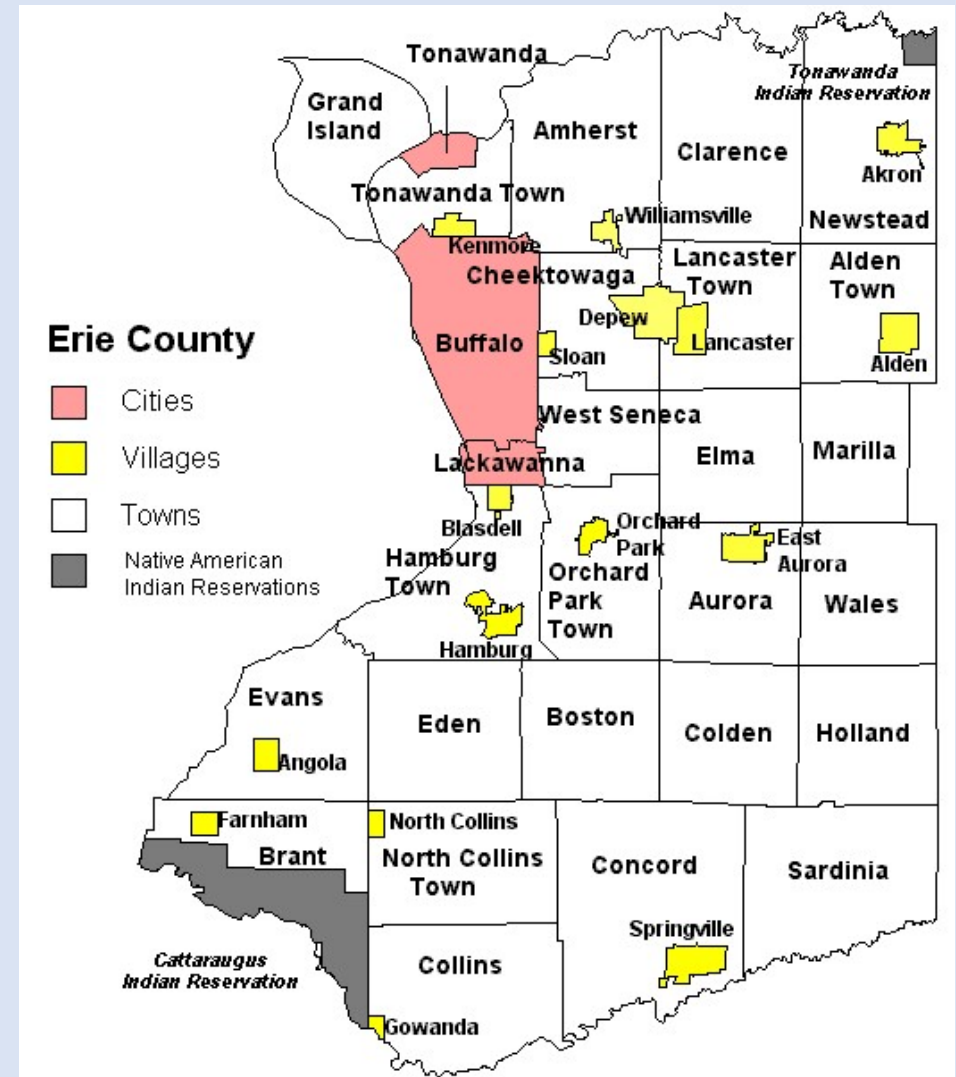 Tonawanda
Grand
Island
Amherst
Clarence
Tonawanda
Indian Reservation
Akron
Newstead
Tonawanda Town
Williamsville
Kenmore
Cheektowaga
Lancaster
Town
Alden
Town
Depew
Lancaster
Alden
Buffalo
Sloan
Erie County
Cities
Villages
Towns
Native American
Indian Reservations
West Seneca
Elma
Marilla
Lackawanna
Blasdell
Orchard
Park
East
Aurora
Hamburg
Town
Orchard
Park
Town
Aurora
Wales
Hamburg
Evans
Eden
Boston
Colden
Holland
Angola
Farnham
North Collins
Brant
North Collins
Town
Concord
Sardinia
Springville
Cattaraugus
Indian Reservation
Collins
Gowanda